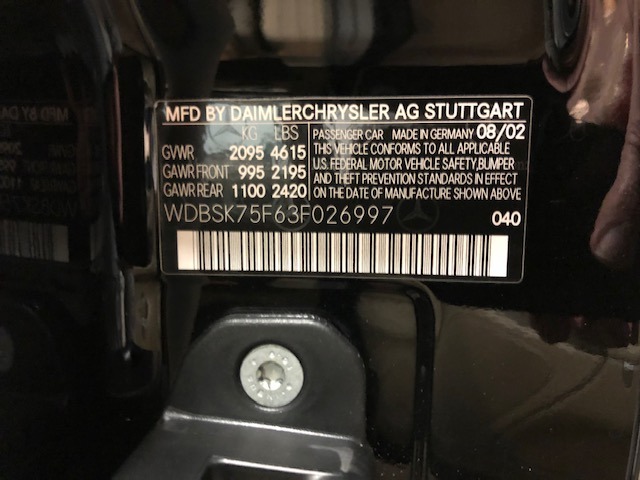 MFD BY DAIMLERCHRYSLER AG STUTTGART
KG LBS
GVWR 2095 4615
GAWR FRONT 995 2195
GAWR REAR 1100 2420
PASSENGER CAR MADE IN GERMANY 08/02
THIS VEHICLE CONFORMS TO ALL APPLICABLE
U.S. FEDERAL MOTOR VEHICLE SAFETY, BUMPER
AND THEFT PREVENTION STANDARDS IN EFFECT
ON THE DATE OF MANUFACTURE SHOWN ABOVE
WDBSK75F63F026997
040